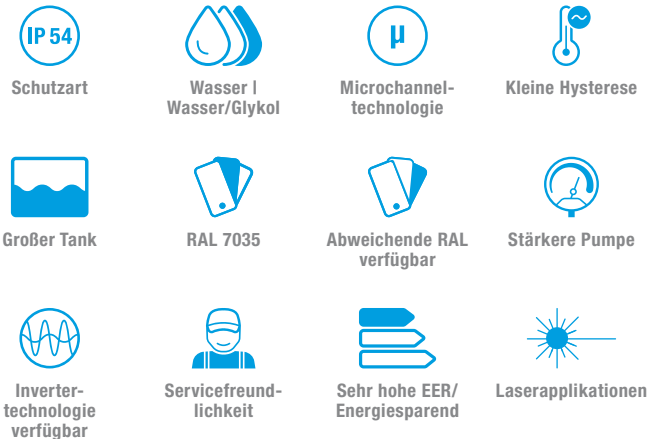 IP 54
Schutzart
Wasser |
Wasser/Glykol
µ
Microchannel-
technologie
Kleine Hysterese
Großer Tank
RAL 7035
Abweichende RAL
verfügbar
Stärkere Pumpe
Inverter-
technologie
verfügbar
Servicefreund-
lichkeit
Sehr hohe EER/
Energiesparend
Laserapplikationen